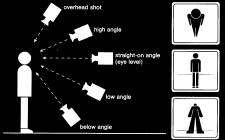 overhead shot
high angle
straight-on angle
(eye level)
low angle
below angle